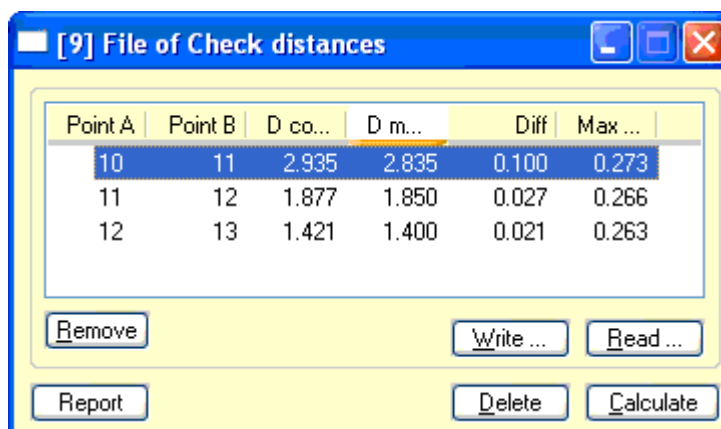 [9] File of Check distances
Point A Point B D co... D m... Diff Max ...
10 11 2.935 2.835 0.100 0.273
11 12 1.877 1.850 0.027 0.266
12 13 1.421 1.400 0.021 0.263
Remove Write ... Read ...
Report Delete Calculate